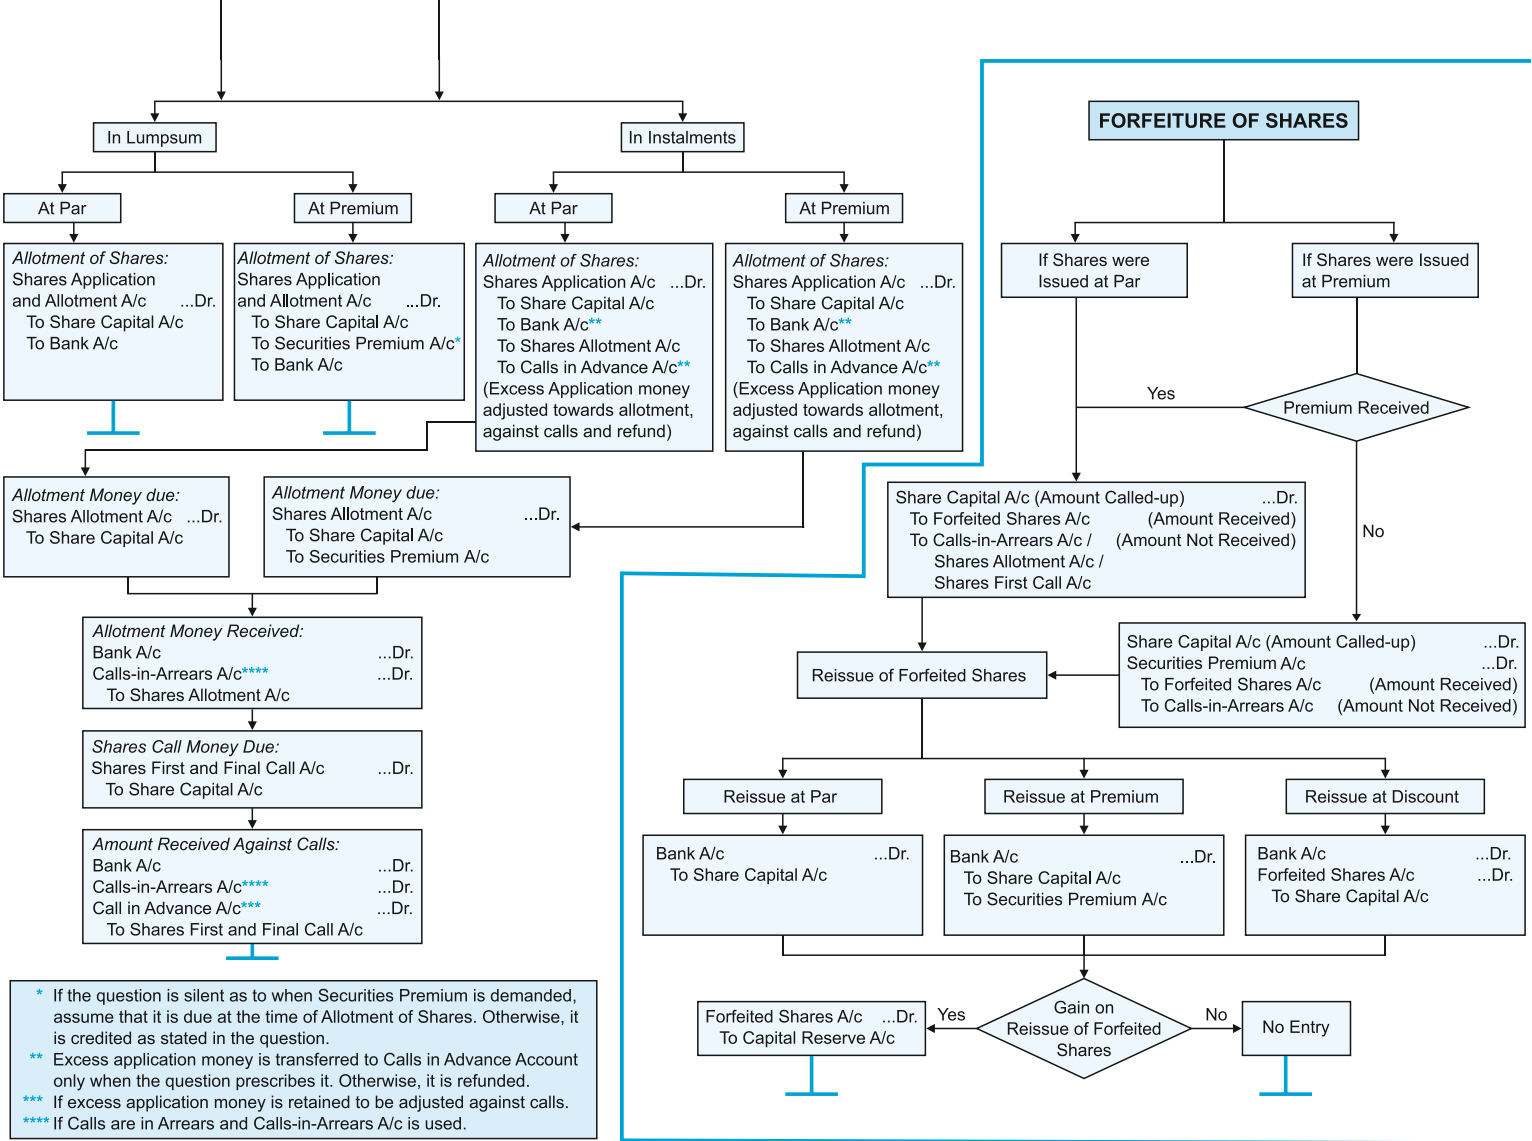 In Lumpsum
In Instalments
At Par
At Premium
At Par
At Premium
Allotment of Shares:
Shares Application
and Allotment A/c ...Dr.
To Share Capital A/c
To Bank A/c
Allotment of Shares:
Shares Application
and Allotment A/c ...Dr.
To Share Capital A/c
To Securities Premium A/c*
To Bank A/c
Allotment of Shares:
Shares Application A/c ...Dr.
To Share Capital A/c
To Bank A/c**
To Shares Allotment A/c
To Calls in Advance A/c**
(Excess Application money
adjusted towards allotment,
against calls and refund)
Allotment of Shares:
Shares Application A/c ...Dr.
To Share Capital A/c
To Bank A/c**
To Shares Allotment A/c
To Calls in Advance A/c**
(Excess Application money
adjusted towards allotment,
against calls and refund)
Allotment Money due:
Shares Allotment A/c ...Dr.
To Share Capital A/c
Allotment Money due:
Shares Allotment A/c ...Dr.
To Share Capital A/c
To Securities Premium A/c
Allotment Money Received:
Bank A/c ...Dr.
Calls-in-Arrears A/c**** ...Dr.
To Shares Allotment A/c
Shares Call Money Due:
Shares First and Final Call A/c ...Dr.
To Share Capital A/c
Amount Received Against Calls:
Bank A/c ...Dr.
Calls-in-Arrears A/c**** ...Dr.
Call in Advance A/c*** ...Dr.
To Shares First and Final Call A/c
* If the question is silent as to when Securities Premium is demanded,
assume that it is due at the time of Allotment of Shares. Otherwise, it
is credited as stated in the question.
** Excess application money is transferred to Calls in Advance Account
only when the question prescribes it. Otherwise, it is refunded.
*** If excess application money is retained to be adjusted against calls.
**** If Calls are in Arrears and Calls-in-Arrears A/c is used.
FORFEITURE OF SHARES
If Shares were
Issued at Par
If Shares were Issued
at Premium
Yes
Premium Received
No
Share Capital A/c (Amount Called-up) ...Dr.
To Forfeited Shares A/c (Amount Received)
To Calls-in-Arrears A/c / (Amount Not Received)
Shares Allotment A/c /
Shares First Call A/c
Share Capital A/c (Amount Called-up) ...Dr.
Securities Premium A/c ...Dr.
To Forfeited Shares A/c (Amount Received)
To Calls-in-Arrears A/c (Amount Not Received)
Reissue of Forfeited Shares
Reissue at Par
Reissue at Premium
Reissue at Discount
Bank A/c ...Dr.
To Share Capital A/c
Bank A/c ...Dr.
To Share Capital A/c
To Securities Premium A/c
Bank A/c ...Dr.
Forfeited Shares A/c ...Dr.
To Share Capital A/c
Gain on
Reissue of Forfeited
Shares
Yes
Forfeited Shares A/c ...Dr.
To Capital Reserve A/c
No
No Entry